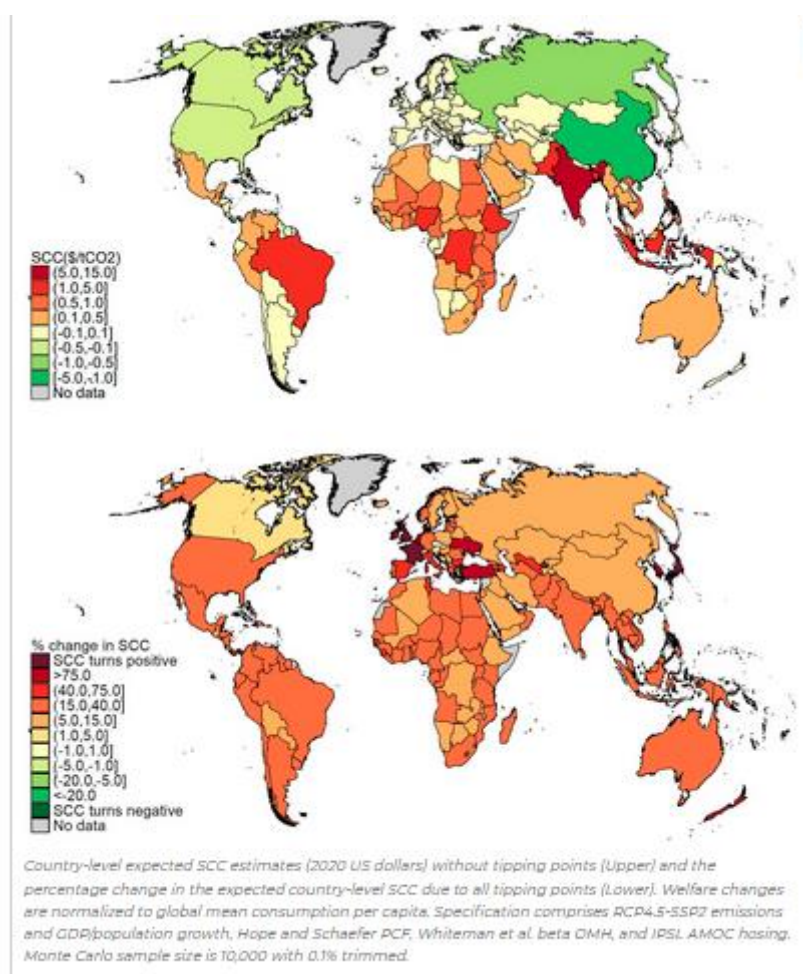 SCC($/tCO2)
(5.0,15.0]
(1.0,5.0]
(0.5,1.0]
(0.1,0.5]
(-0.1,0.1]
(-0.5,-0.1]
(-1.0,-0.5]
[-5.0,-1.0]
No data
% change in SCC
SCC turns positive
>75.0
(40.0,75.0]
(15.0,40.0]
(5.0,15.0]
(1.0,5.0]
(-1.0,1.0]
(-5.0,-1.0]
(-20.0,-5.0]
<-20.0
SCC turns negative
No data
Country-level expected SCC estimates (2020 US dollars) without tipping points (Upper) and the
percentage change in the expected country-level SCC due to all tipping points (Lower). Welfare changes
are normalized to global mean consumption per capita. Specification comprises RCP4.5-SSP2 emissions
and GDP/population growth, Hope and Schaefer PCF, Whiteman et al. beta OMH, and IPSL AMOC hosing.
Monte Carlo sample size is 10,000 with 0.1% trimmed.